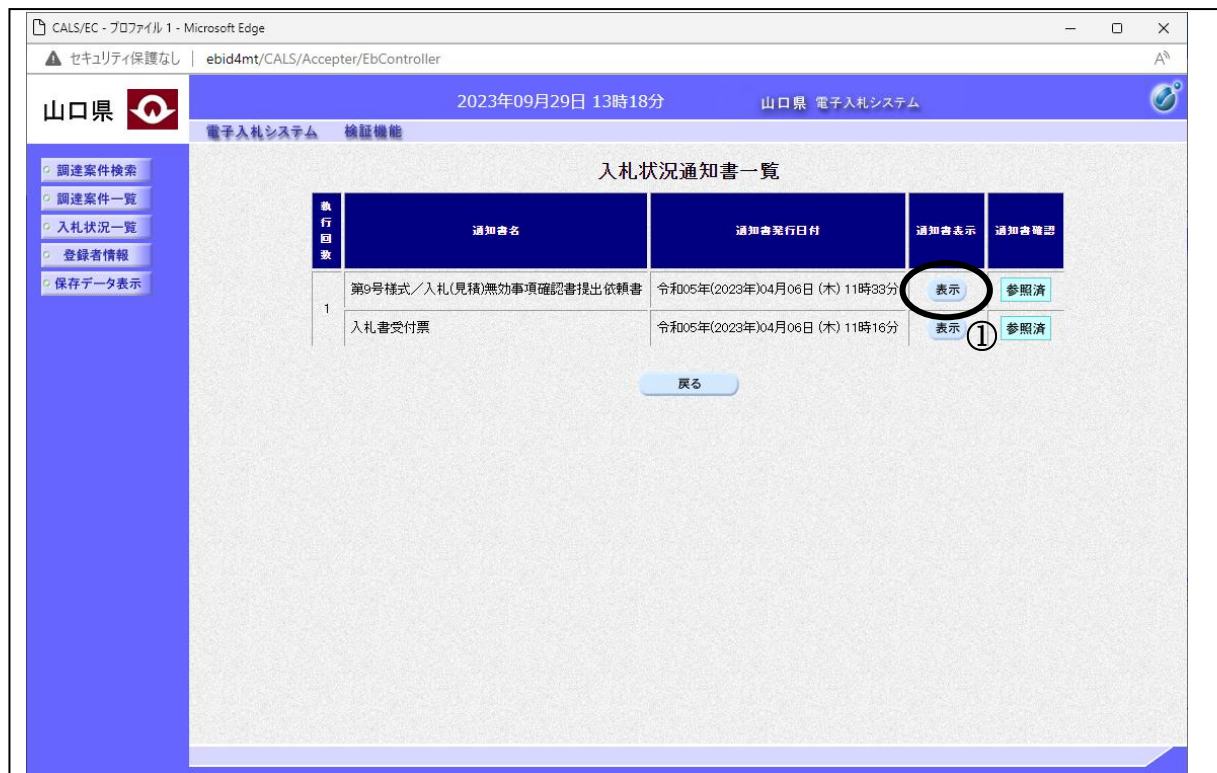 CALS/EC - プロファイル 1 - Microsoft Edge
セキュリティ保護なし | ebid4mt/CALS/Accepter/EbController
山口県
2023年09月29日 13時18分 山口県 電子入札システム
電子入札システム 検証機能
調達案件検索
調達案件一覧
入札状況一覧
登録者情報
保存データ表示
入札状況通知書一覧
執行回数 通知書名 通知書発行日付 通知書表示 通知書確認
1
第9号様式／入札(見積)無効事項確認書提出依頼書 令和05年(2023年)04月06日 (木) 11時33分 表示 参照済
入札書受付票 令和05年(2023年)04月06日 (木) 11時16分 表示 ① 参照済
戻る